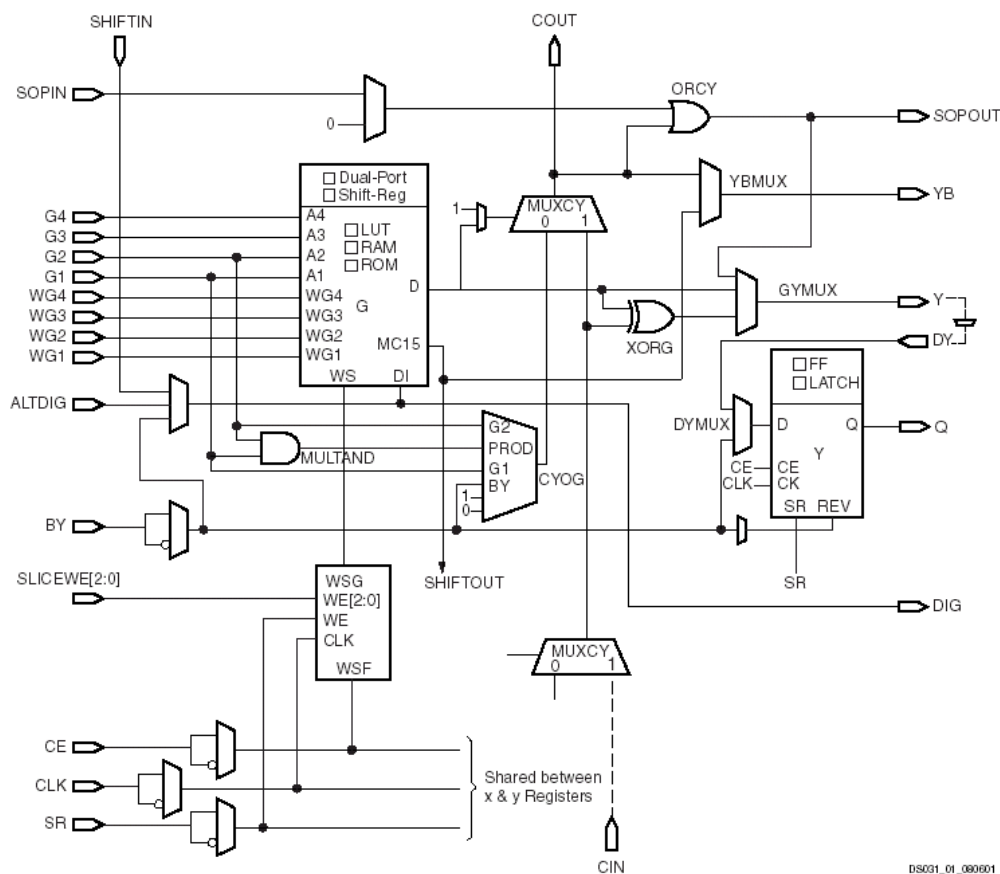 SHIFTIN
COUT
SOPIN
0
ORCY
SOPOUT
Dual-Port
Shift-Reg
YBMUX
YB
G4
G3
G2
G1
WG4
WG3
WG2
WG1
A4
A3
A2
A1
WG4
WG3
WG2
WG1
LUT
RAM
ROM
G
D
MC15
WS
DI
1
MUXCY
0 1
GYMUX
Y
XORG
DY
ALTDIG
MULTAND
G2
PROD
G1
BY
1
0
CYOG
DYMUX
FF
LATCH
D
Q
Y
CE
CLK
CE
CK
SR REV
Q
BY
SHIFTOUT
SR
SLICEWE[2:0]
WSG
WE[2:0]
WE
CLK
WSF
DIG
MUXCY
0 1
CE
CLK
SR
Shared between
x & y Registers
CIN
DS031_01_080601